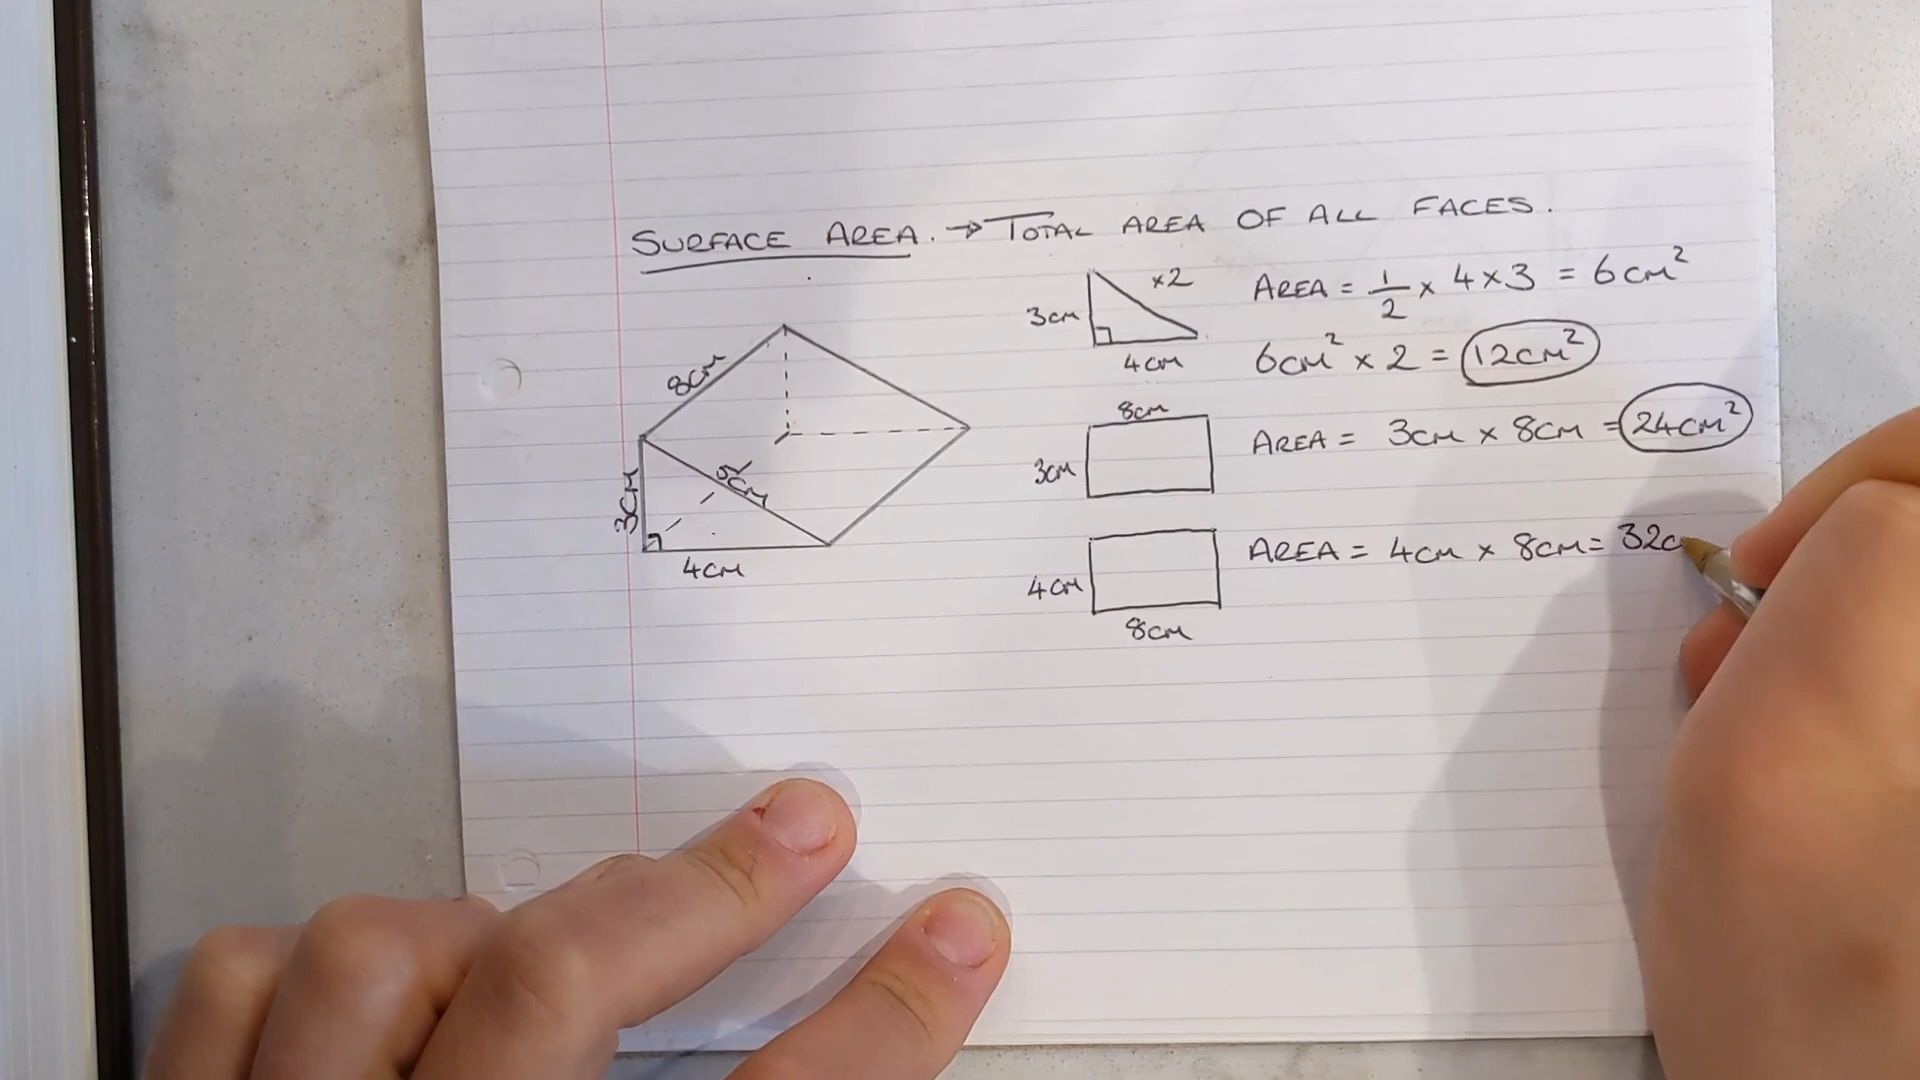 SURFACE AREA. → TOTAL AREA OF ALL FACES.
8cm
3cm
5cm
4cm
×2
3cm
4cm
AREA = 1/2 × 4 × 3 = 6cm²
6cm² × 2 = 12cm²
8cm
3cm
AREA = 3cm × 8cm = 24cm²
4cm
8cm
AREA = 4cm × 8cm = 32c